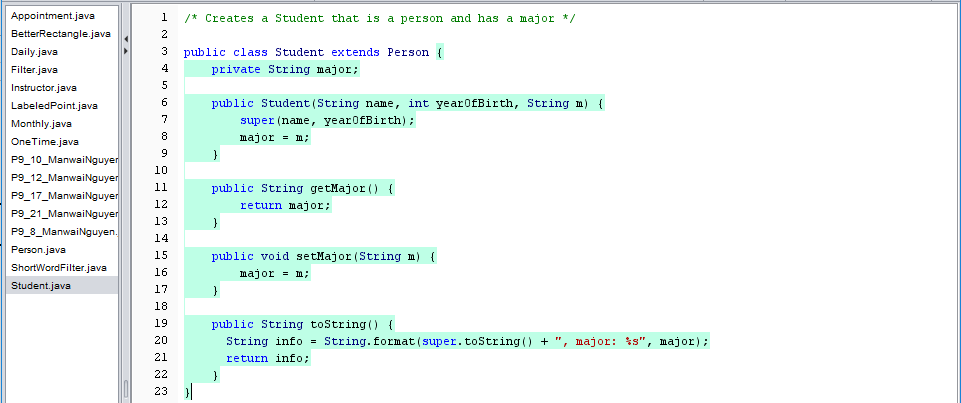 Appointment.java
BetterRectangle.java
Daily.java
Filter.java
Instructor.java
LabeledPoint.java
Monthly.java
OneTime.java
P9_10_ManwaiNguyen
P9_12_ManwaiNguyen
P9_17_ManwaiNguyen
P9_21_ManwaiNguyen
P9_8_ManwaiNguyen.
Person.java
ShortWordFilter.java
Student.java
1 /* Creates a Student that is a person and has a major */
2
3 public class Student extends Person {
4     private String major;
5
6     public Student(String name, int yearOfBirth, String m) {
7         super(name, yearOfBirth);
8         major = m;
9     }
10
11     public String getMajor() {
12         return major;
13     }
14
15     public void setMajor(String m) {
16         major = m;
17     }
18
19     public String toString() {
20       String info = String.format(super.toString() + ", major: %s", major);
21       return info;
22     }
23 }